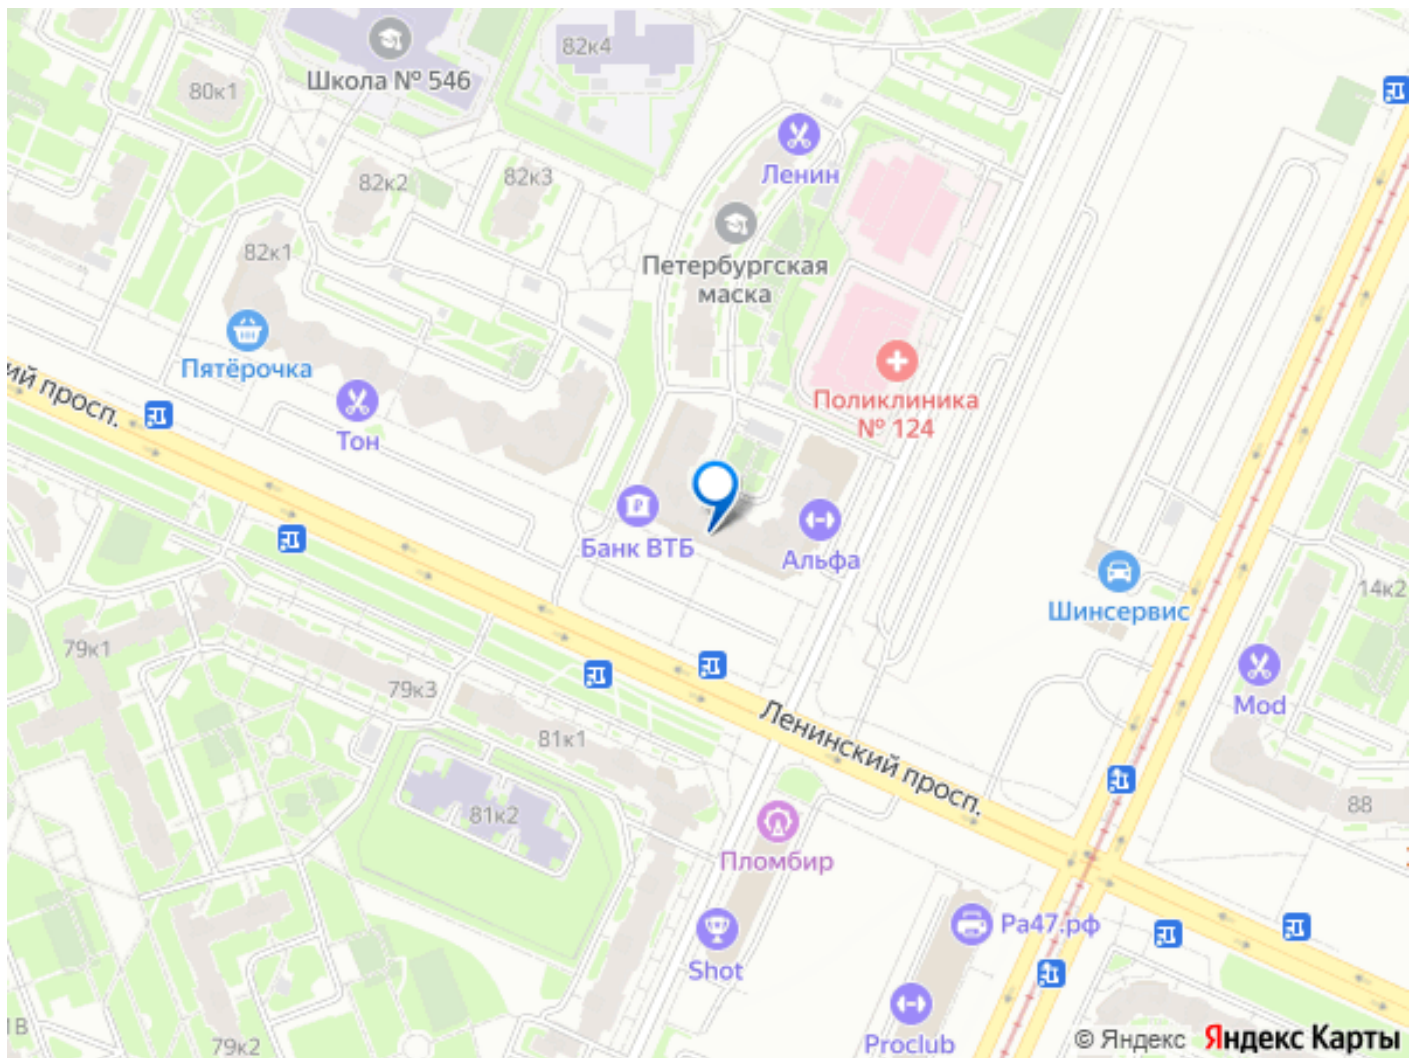 82к4
Школа № 546
80к1
Ленин
82к2
82к3
82к1
Петербургская
маска
Пятёрочка
ий просп.
Тон
Поликлиника
№ 124
Банк ВТБ
Альфа
Шинсервис
14к2
79к1
79к3
Mod
81к1
Ленинский просп.
88
81к2
Пломбир
Ра47.рф
Shot
1В
79к2
Proclub
© Яндекс Яндекс Карты